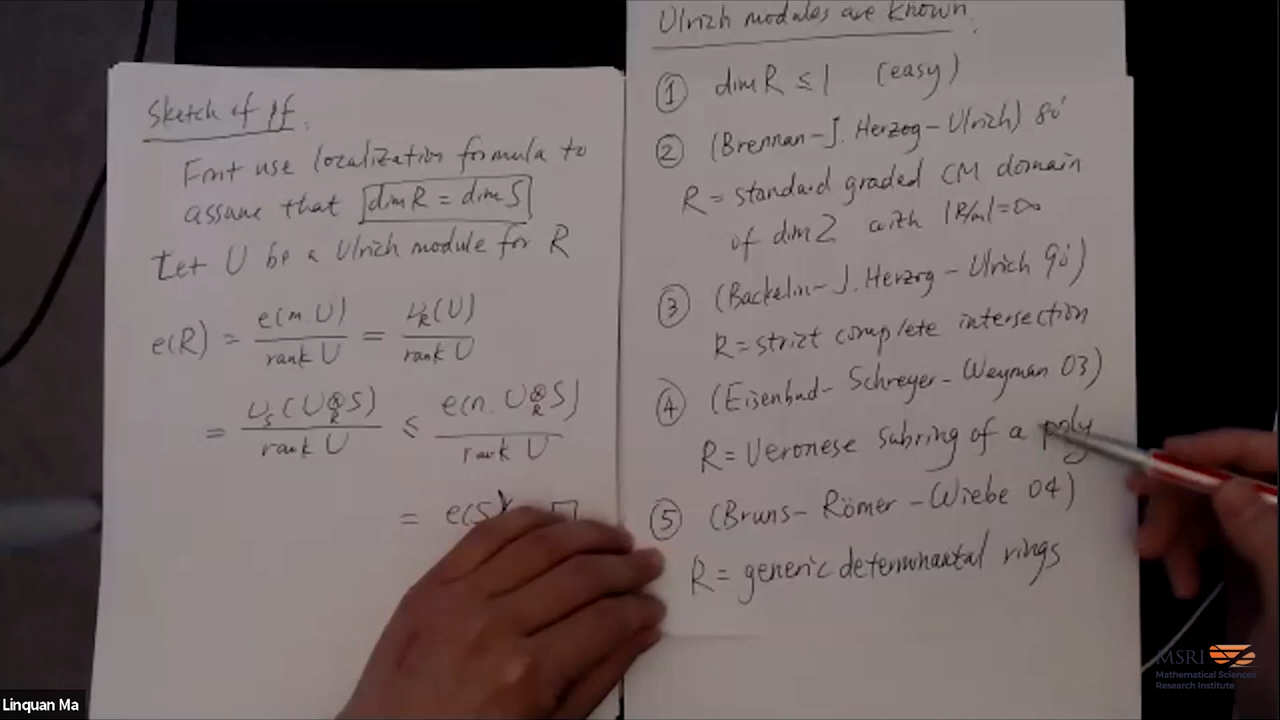 Sketch of pf.
First use localization formula to
assume that dim R = dim S
Let U be a Ulrich module for R
e(R) = e(m, U) / rank U = ν_R(U) / rank U
= ν_S(U ⊗_R S) / rank U ≤ e(n, U ⊗_R S) / rank U
= e(S) □
Ulrich modules are known.
① dim R ≤ 1 (easy)
② (Brennan - J. Herzog - Ulrich) 80'
R = standard graded CM domain
of dim 2 with |R/m| = ∞
③ (Backelin - J. Herzog - Ulrich 90')
R = strict complete intersection
④ (Eisenbud - Schreyer - Weyman 03)
R = Veronese subring of a poly
⑤ (Bruns - Römer - Wiebe 04)
R = generic determinantal rings
Linquan Ma
MSRI
Mathematical Sciences
Research Institute